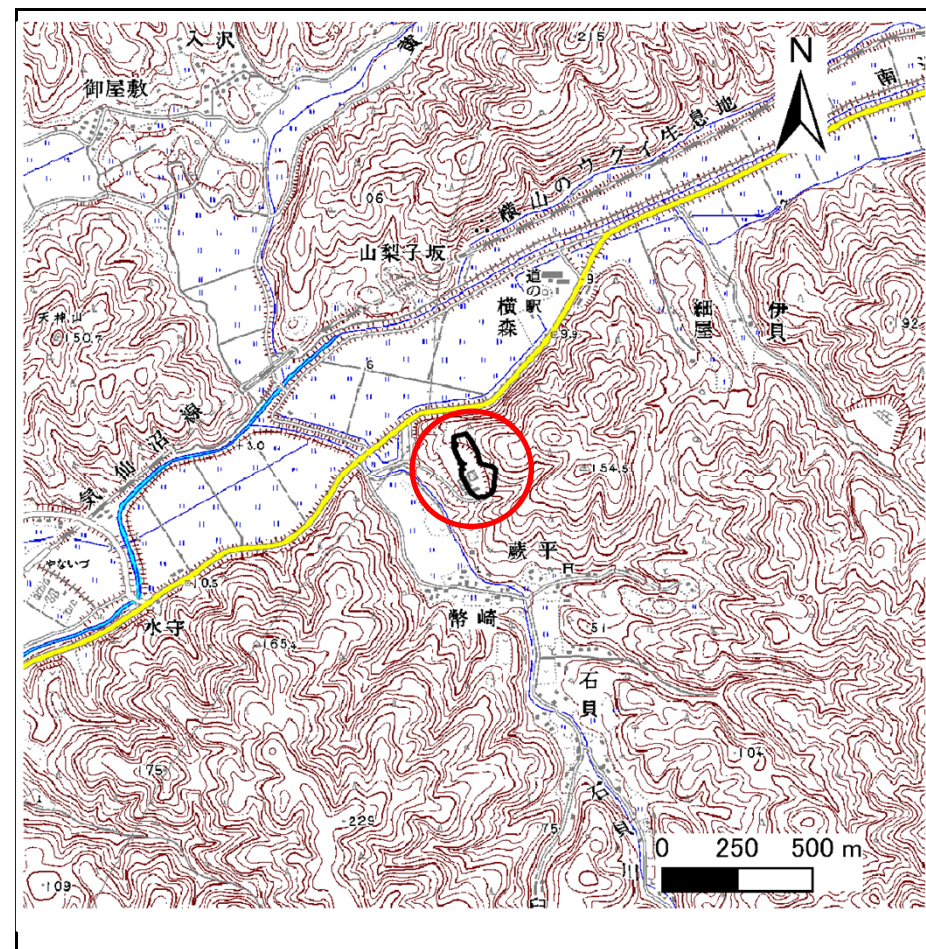 入沢
215
N
御屋敷
黄
南
横山のウグイ生息地
106
山梨子坂
道の駅
9
横森
細屋
伊貝
92
天神山
150.7
9.9
6
気仙沼線
3.0
154.5
やないづ
蕨平
10.5
水守
幣崎
51
165.4
石貝
175
104
石貝川
229
75
109
0 250 500 m